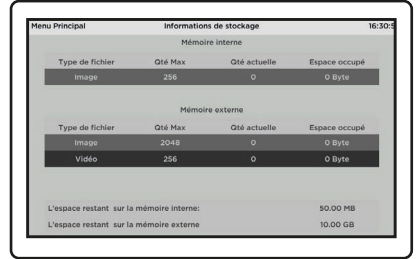 Menu Principal Informations de stockage 16:30:5
Mémoire interne
Type de fichier Qté Max Qté actuelle Espace occupé
Image 256 0 0 Byte
Mémoire externe
Type de fichier Qté Max Qté actuelle Espace occupé
Image 2048 0 0 Byte
Vidéo 256 0 0 Byte
L'espace restant sur la mémoire interne: 50.00 MB
L'espace restant sur la mémoire externe 10.00 GB